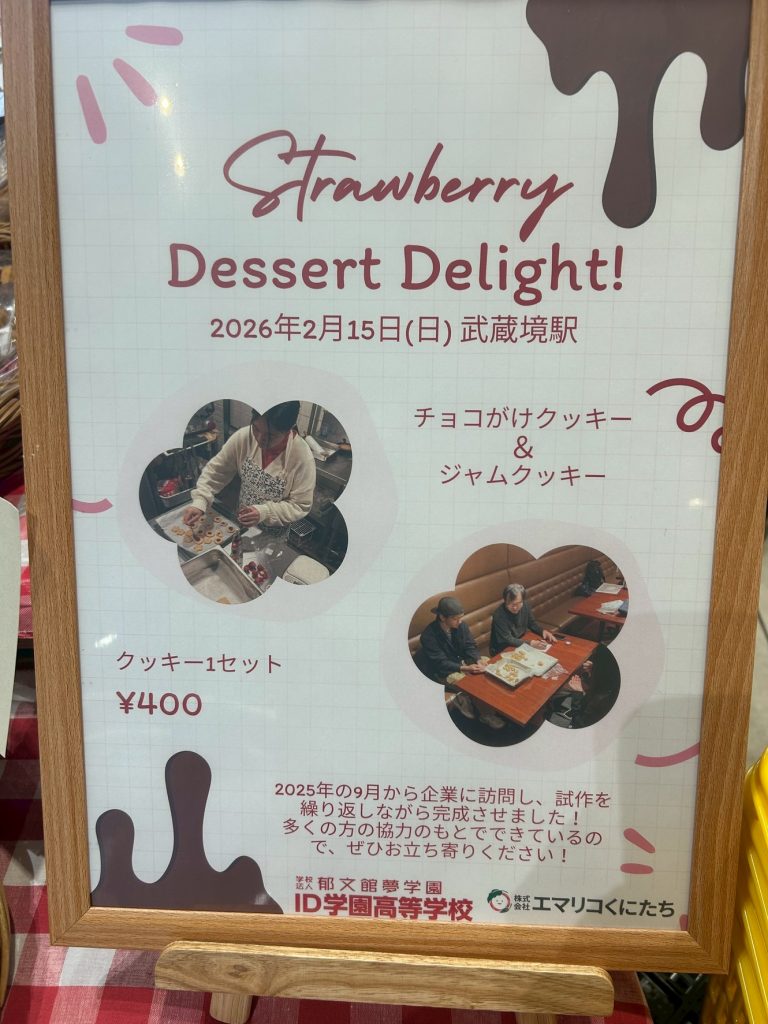 Strawberry
Dessert Delight!
2026年2月15日(日) 武蔵境駅
チョコがけクッキー
&
ジャムクッキー
クッキー1セット
¥400
2025年の9月から企業に訪問し、試作を
繰り返しながら完成させました！
多くの方の協力のもとでできているの
で、ぜひお立ち寄りください！
学校法人 郁文館夢学園
ID学園高等学校
株式会社 エマリコくにたち